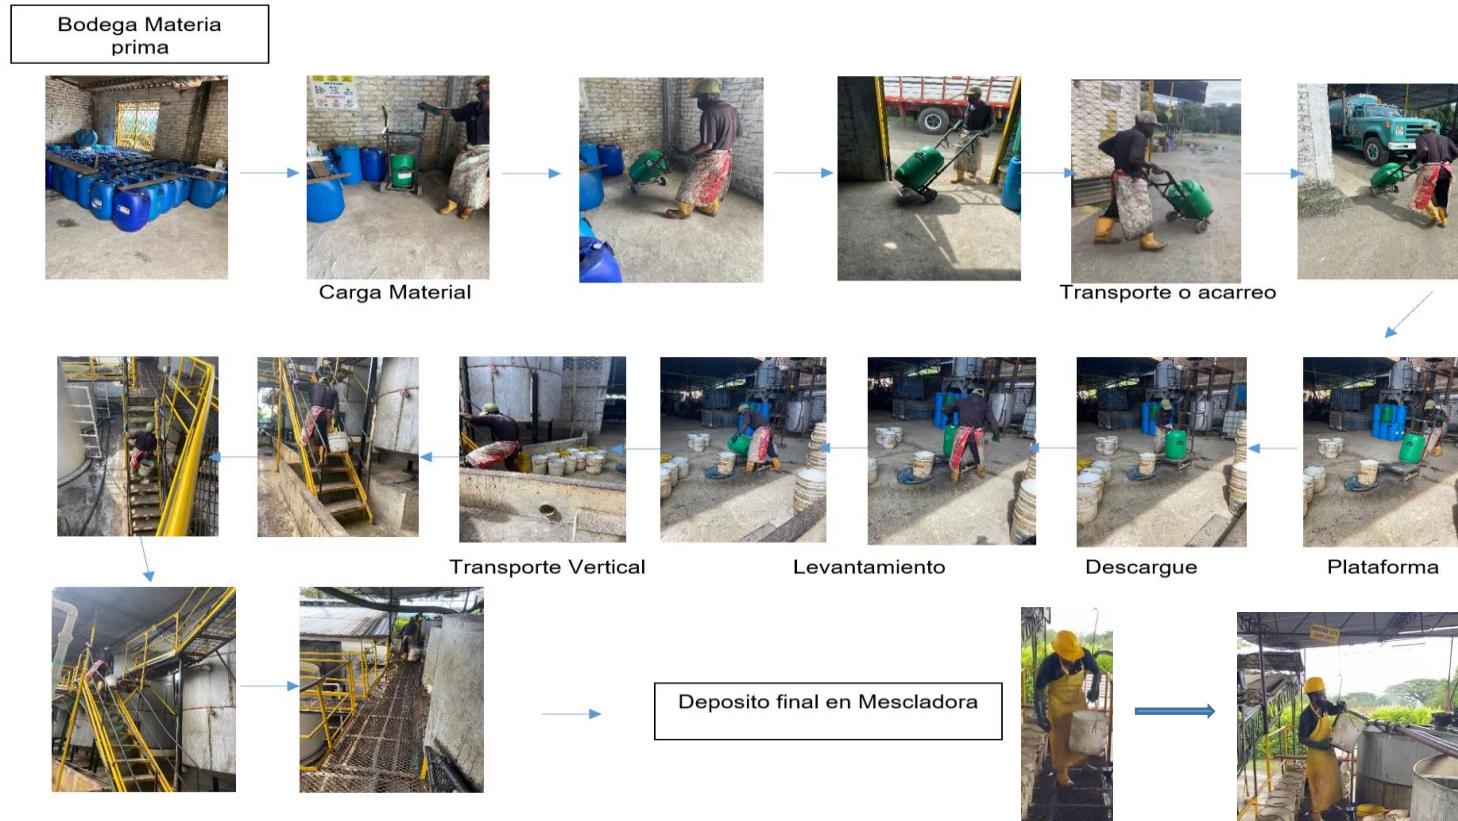 Bodega Materia
prima
Carga Material
Transporte o acarreo
Transporte Vertical
Levantamiento
Descargue
Plataforma
Deposito final en Mescladora